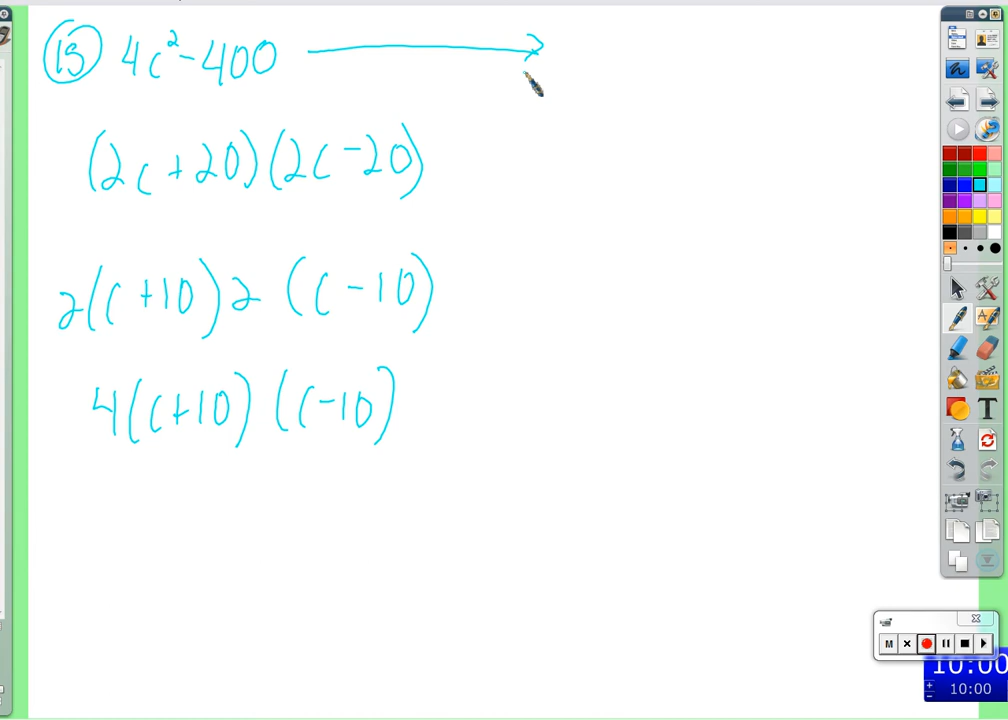 15 4c² - 400
(2c + 20)(2c - 20)
2(c + 10) 2 (c - 10)
4(c + 10) (c - 10)
M
10:00
10:00